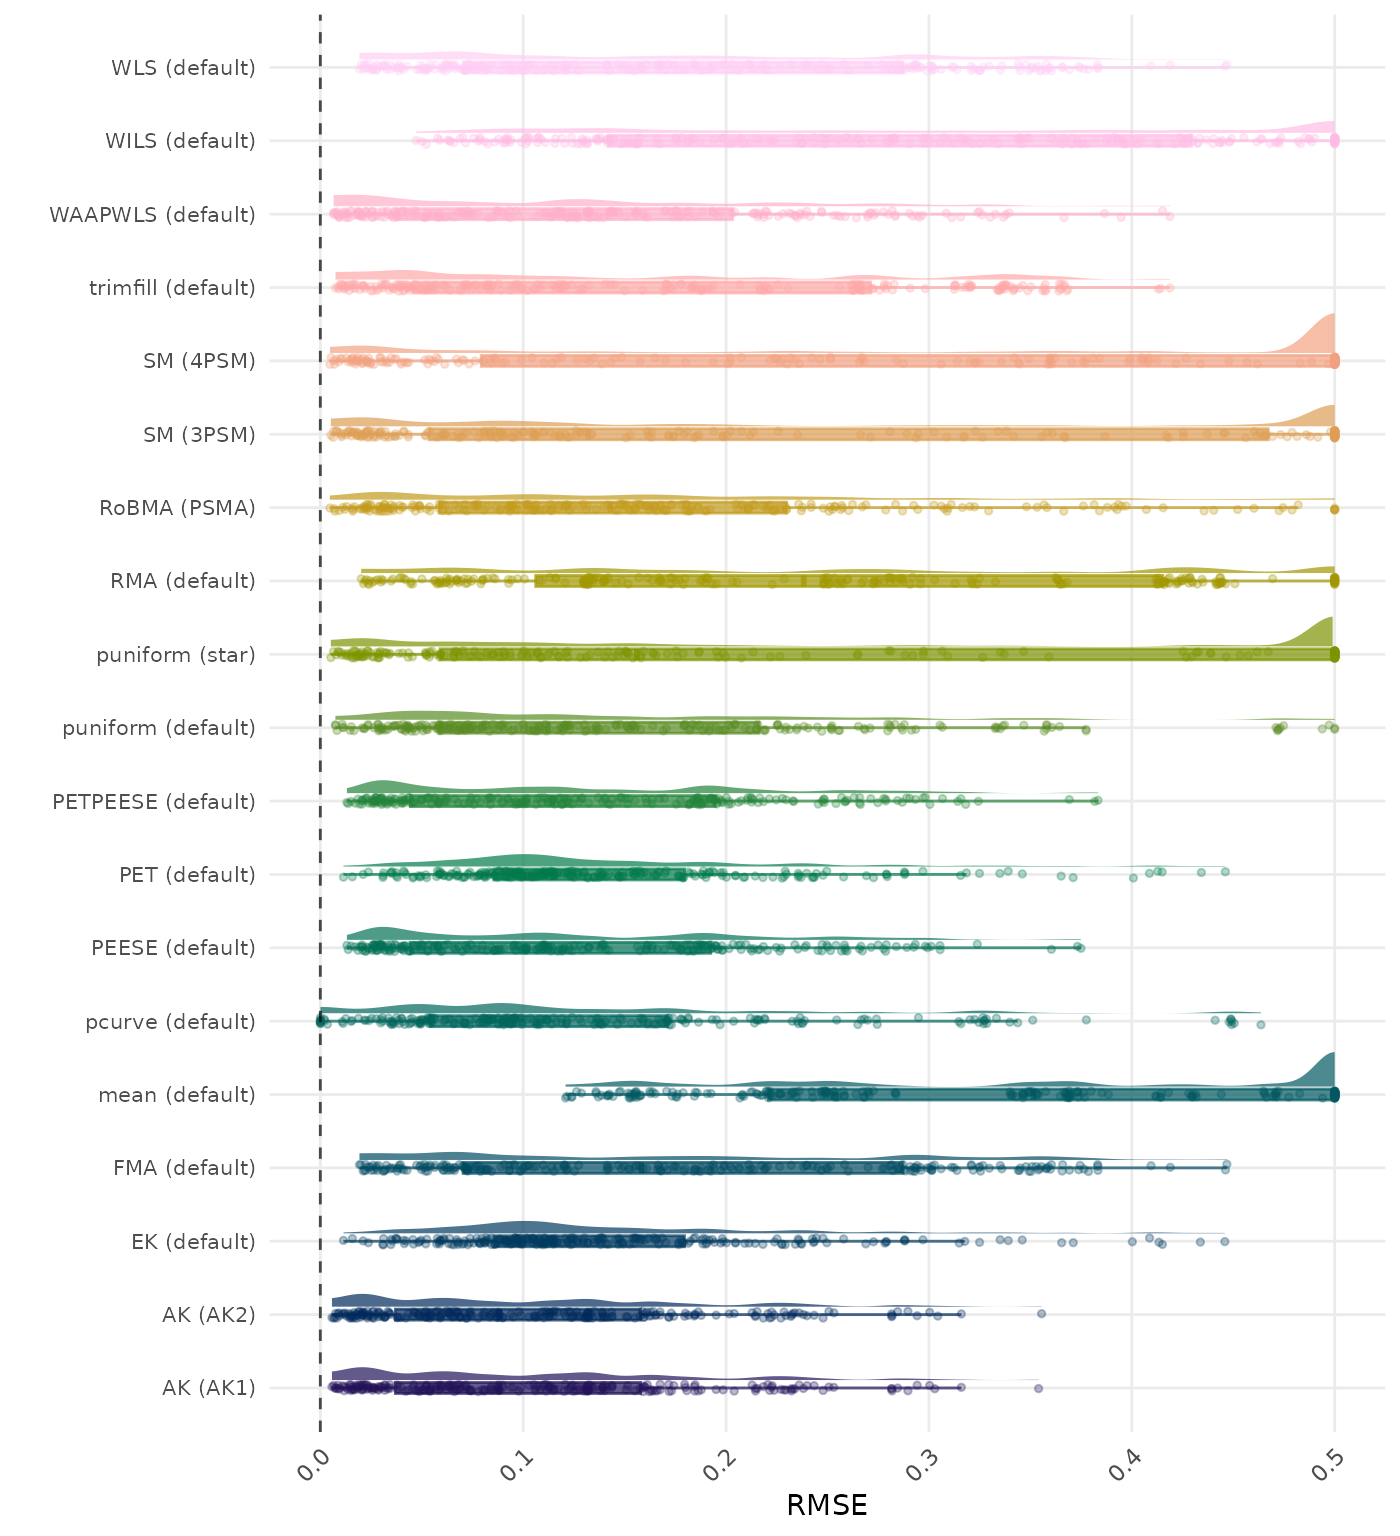 WLS (default)
WILS (default)
WAAPWLS (default)
trimfill (default)
SM (4PSM)
SM (3PSM)
RoBMA (PSMA)
RMA (default)
puniform (star)
puniform (default)
PETPEESE (default)
PET (default)
PEESE (default)
pcurve (default)
mean (default)
FMA (default)
EK (default)
AK (AK2)
AK (AK1)
0.0 0.1 0.2 0.3 0.4 0.5
RMSE